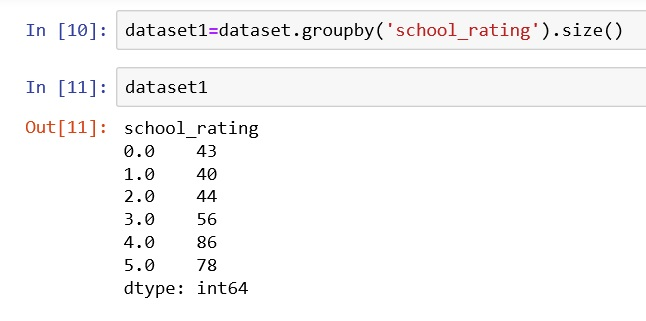 In [10]: dataset1=dataset.groupby('school_rating').size()
In [11]: dataset1
Out[11]: school_rating
0.0    43
1.0    40
2.0    44
3.0    56
4.0    86
5.0    78
dtype: int64